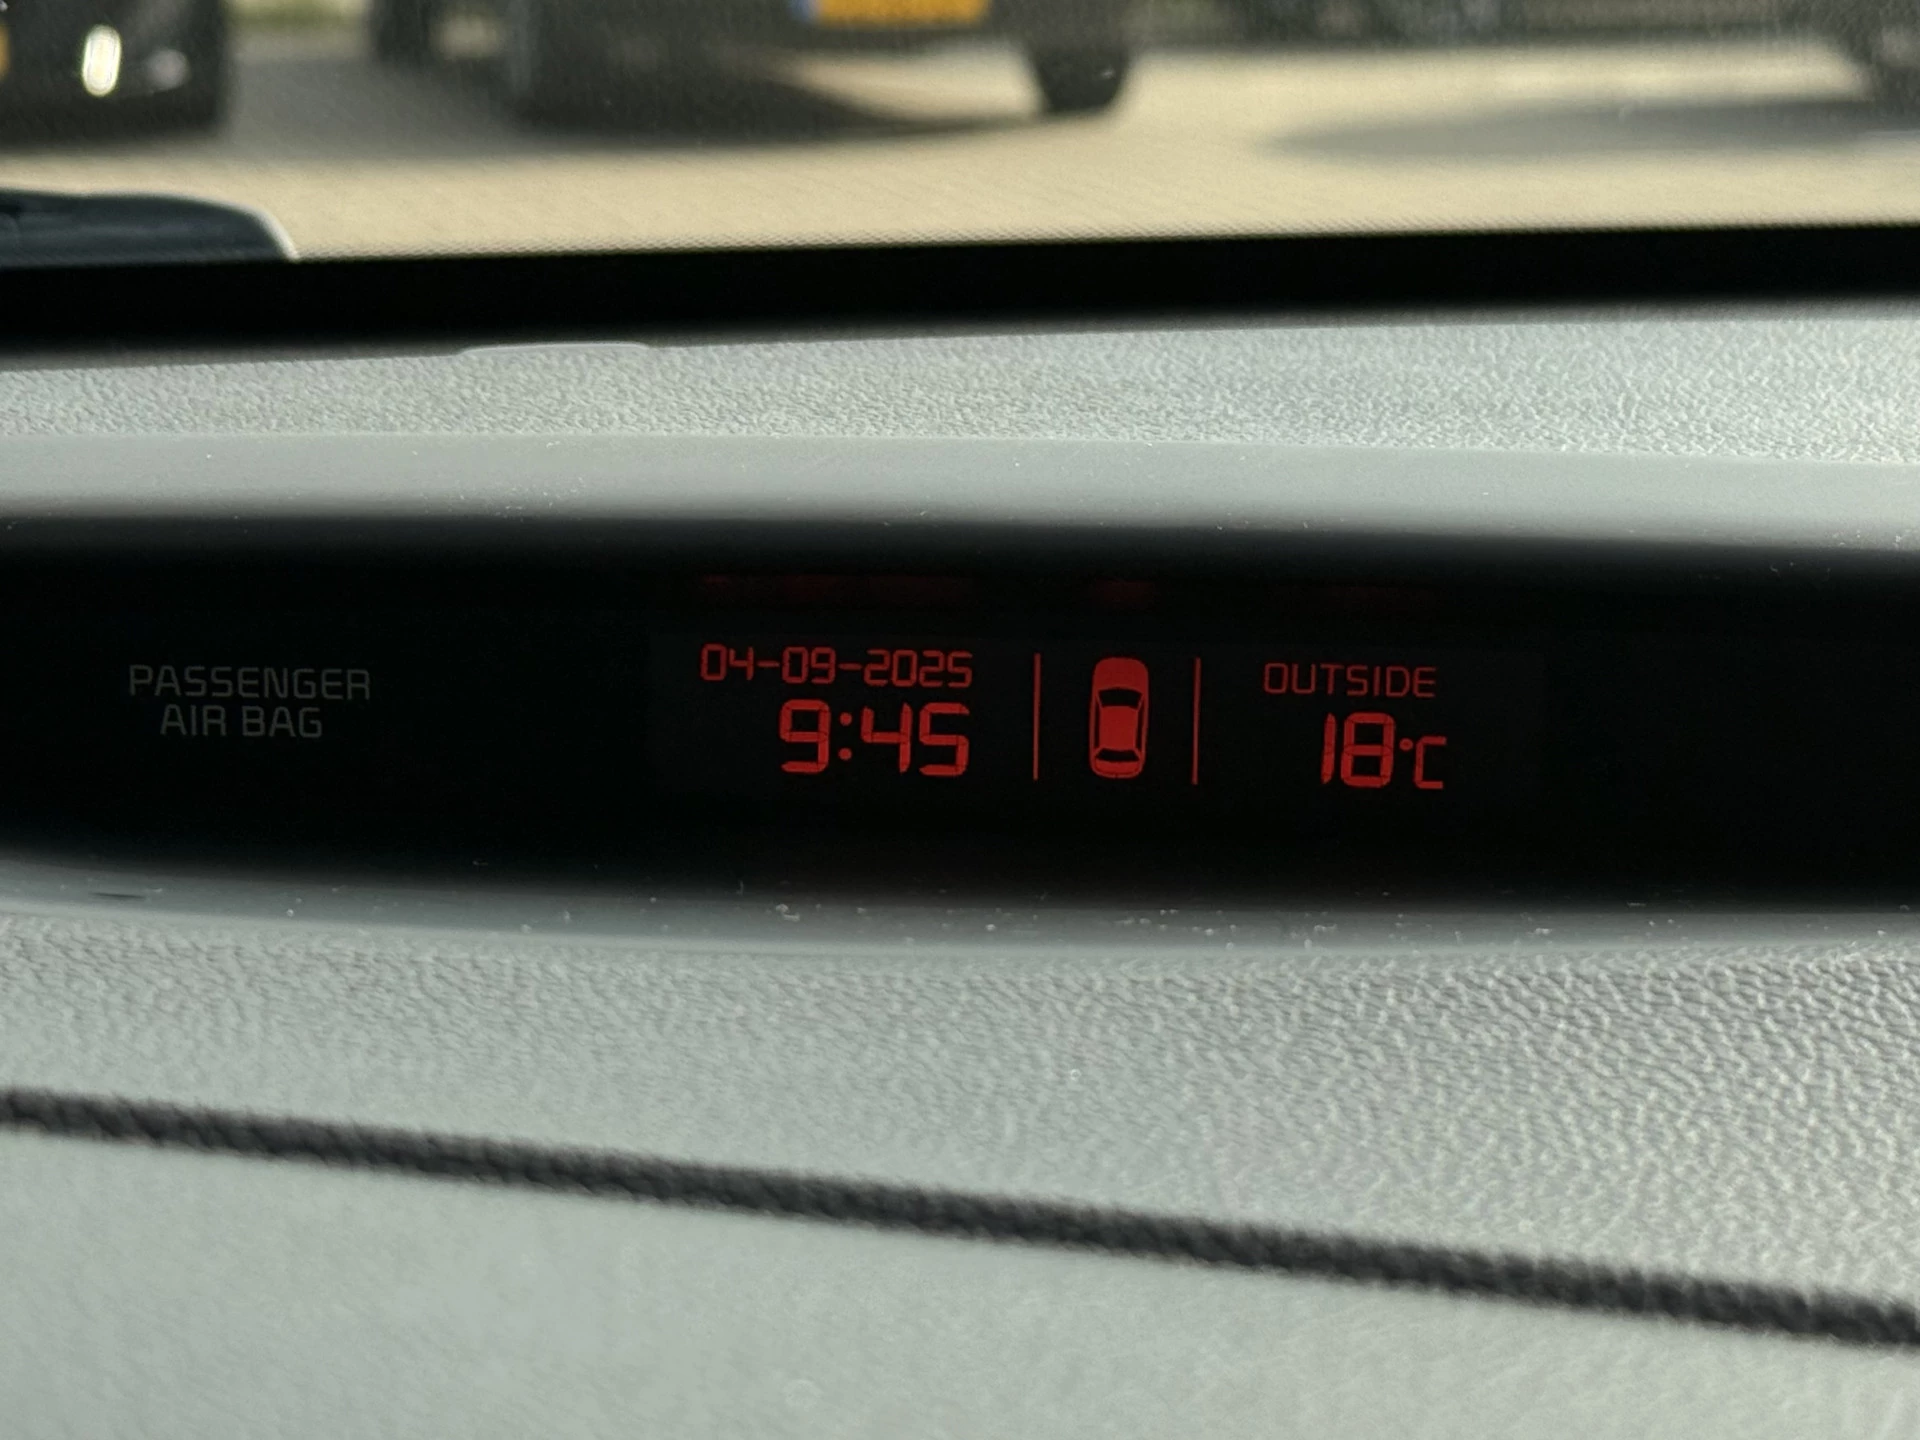 PASSENGER
AIR BAG
04-09-2025
9:45
OUTSIDE
18°C